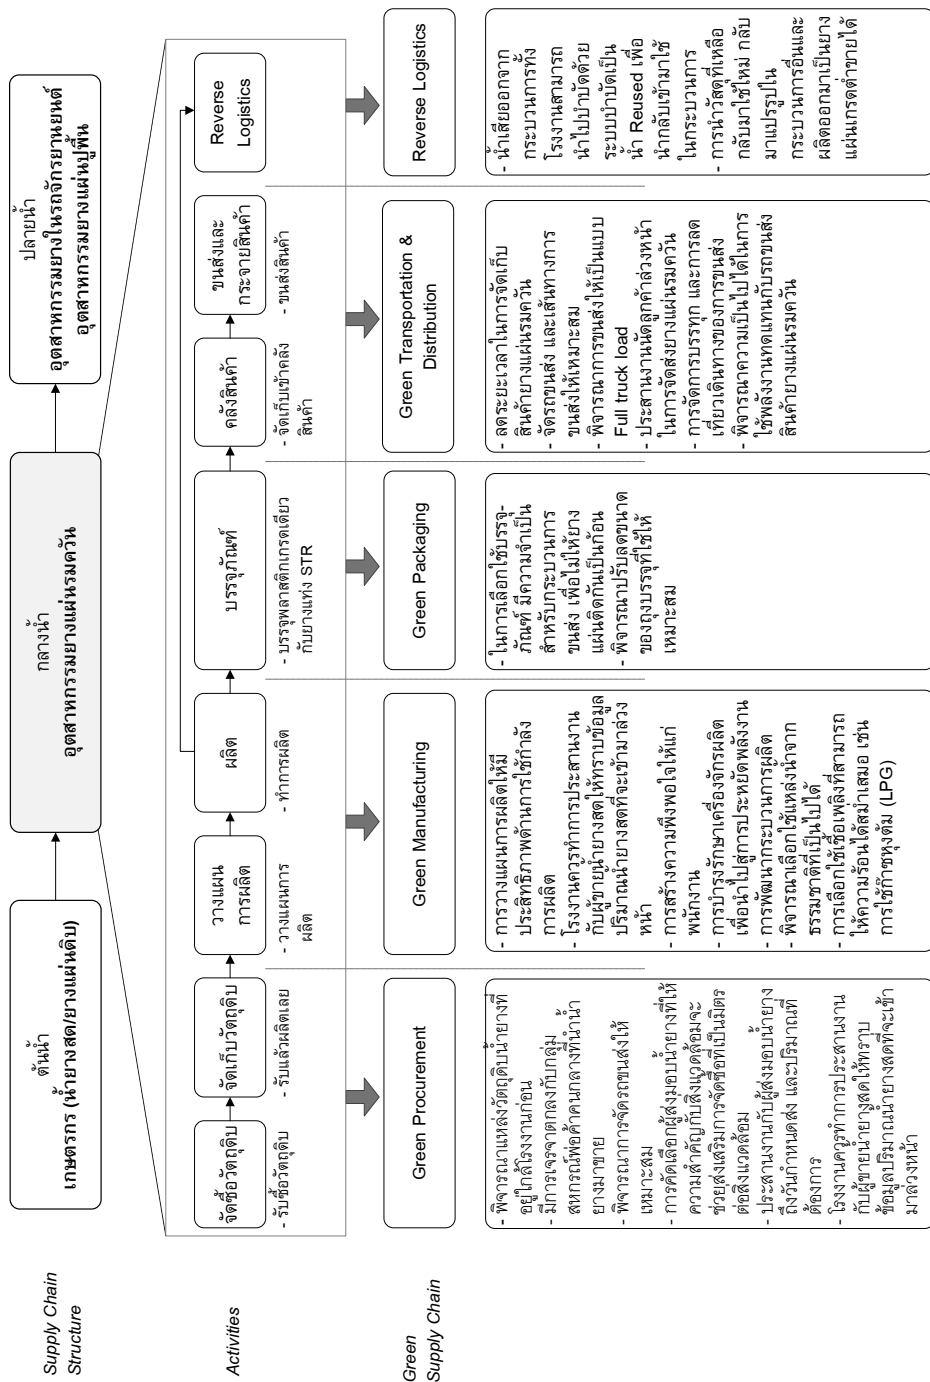 Supply Chain
Structure
ต้นน้ำ
เกษตรกร (น้ำยางสด/ยางแผ่นดิบ)
กลางน้ำ
อุตสาหกรรมยางแผ่นรมควัน
ปลายน้ำ
อุตสาหกรรมยางในรถจักรยานยนต์
อุตสาหกรรมยางแผ่นปูพื้น
Activities
จัดซื้อวัตถุดิบ
- รับซื้อวัตถุดิบ
จัดเก็บวัตถุดิบ
- รับแล้วผลิตเลย
วางแผน
การผลิต
- วางแผนการ
ผลิต
ผลิต
- ทำการผลิต
บรรจุภัณฑ์
- บรรจุพลาสติกเกรดเดียว
กับยางแท่ง STR
คลังสินค้า
- จัดเก็บเข้าคลัง
สินค้า
ขนส่งและ
กระจายสินค้า
- ขนส่งสินค้า
Reverse
Logistics
Green
Supply Chain
Green Procurement
- พิจารณาแหล่งวัตถุดิบน้ำยางที่
อยู่ใกล้โรงงานก่อน
- มีการเจรจาตกลงกับกลุ่ม
สหกรณ์พ่อค้าคนกลางที่นำน้ำ
ยางมาขาย
- พิจารณาการจัดรถขนส่งให้
เหมาะสม
- การคัดเลือกผู้ส่งมอบน้ำยางที่ให้
ความสำคัญกับสิ่งแวดล้อมจะ
ช่วยส่งเสริมการจัดซื้อที่เป็นมิตร
ต่อสิ่งแวดล้อม
- ประสานงานกับผู้ส่งมอบน้ำยาง
ถึงวันกำหนดส่ง และปริมาณที่
ต้องการ
- โรงงานควรทำการประสานงาน
กับผู้ขายน้ำยางสดให้ทราบ
ข้อมูลปริมาณน้ำยางสดที่จะเข้า
มาล่วงหน้า
Green Manufacturing
- การวางแผนการผลิตให้มี
ประสิทธิภาพด้านการใช้กำลัง
การผลิต
- โรงงานควรทำการประสานงาน
กับผู้ขายน้ำยางสดให้ทราบข้อมูล
ปริมาณน้ำยางสดที่จะเข้ามาล่วง
หน้า
- การสร้างความพึงพอใจให้แก่
พนักงาน
- การบำรุงรักษาเครื่องจักรผลิต
เพื่อนำไปสู่การประหยัดพลังงาน
- การพัฒนากระบวนการผลิต
- พิจารณาเลือกใช้แหล่งน้ำจาก
ธรรมชาติที่เป็นไปได้
- การเลือกใช้เชื้อเพลิงที่สามารถ
ให้ความร้อนได้สม่ำเสมอ เช่น
การใช้ก๊าซหุงต้ม (LPG)
Green Packaging
- ในการเลือกใช้บรรจุ-
ภัณฑ์ มีความจำเป็น
สำหรับกระบวนการ
ขนส่ง เพื่อไม่ให้ยาง
แผ่นติดกันเป็นก้อน
- พิจารณาปรับลดขนาด
ของถุงบรรจุที่ใช้ให้
เหมาะสม
Green Transportation &
Distribution
- ลดระยะเวลาในการจัดเก็บ
สินค้ายางแผ่นรมควัน
- จัดรถขนส่ง และเส้นทางการ
ขนส่งให้เหมาะสม
- พิจารณาการขนส่งให้เป็นแบบ
Full truck load
- ประสานงานนัดลูกค้าล่วงหน้า
ในการจัดส่งยางแผ่นรมควัน
- การจัดการบรรทุก และการลด
เที่ยวเดินทางของการขนส่ง
- พิจารณาความเป็นไปได้ในการ
ใช้พลังงานทดแทนกับรถขนส่ง
สินค้ายางแผ่นรมควัน
Reverse Logistics
- น้ำเสียออกจาก
กระบวนการทั้ง
โรงงานสามารถ
นำไปบำบัดด้วย
ระบบบำบัดเป็น
น้ำ Reused เพื่อ
นำกลับเข้ามาใช้
ในกระบวนการ
- การนำวัสดุที่เหลือ
กลับมาใช้ใหม่ กลับ
มาแปรรูปใน
กระบวนการอื่นและ
ผลิตออกมาเป็นยาง
แผ่นเกรดต่ำขายได้